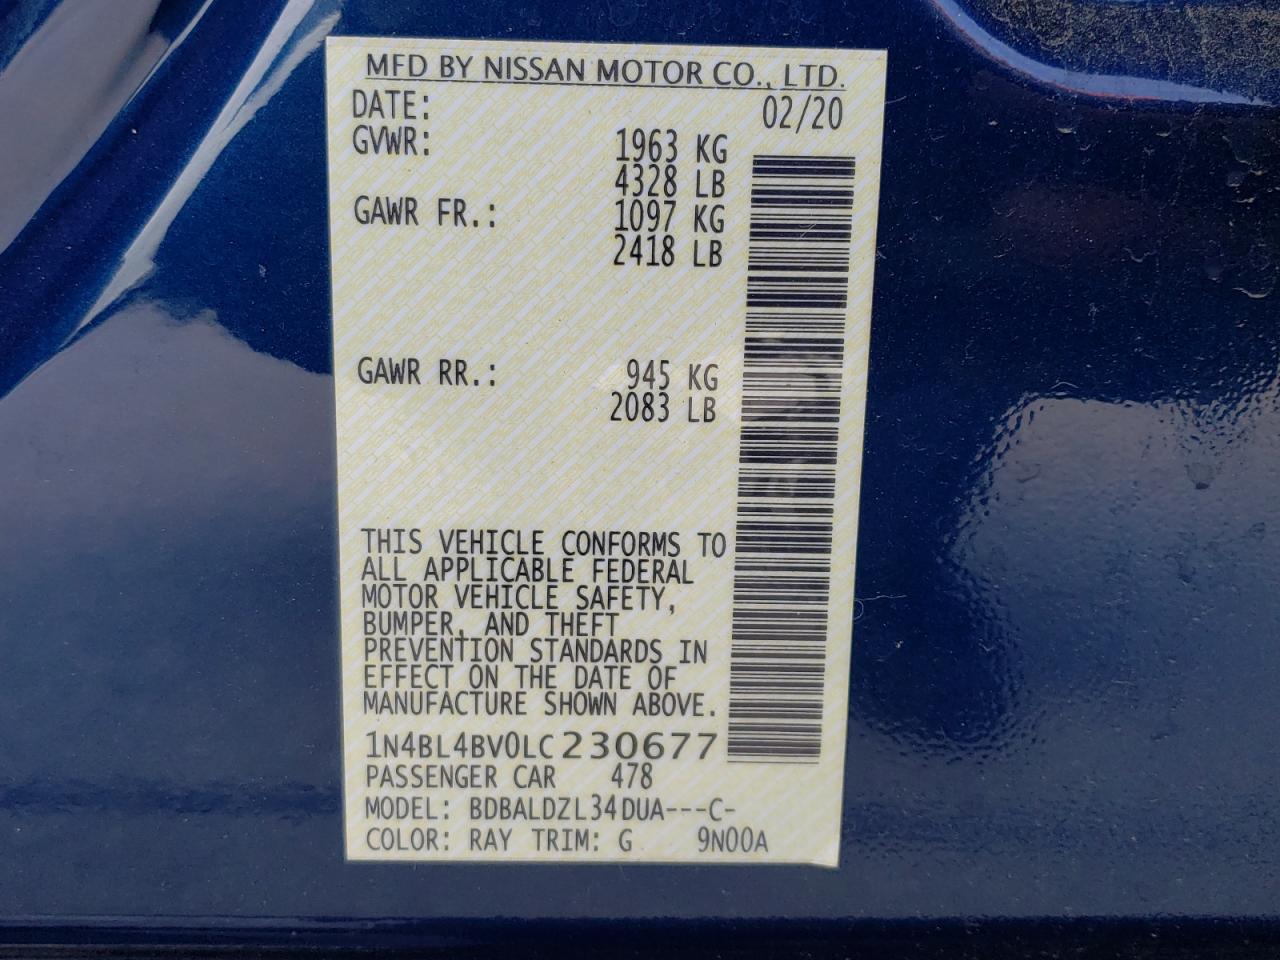 MFD BY NISSAN MOTOR CO., LTD.
DATE: 02/20
GVWR: 1963 KG
4328 LB
GAWR FR.: 1097 KG
2418 LB
GAWR RR.: 945 KG
2083 LB
THIS VEHICLE CONFORMS TO
ALL APPLICABLE FEDERAL
MOTOR VEHICLE SAFETY,
BUMPER, AND THEFT
PREVENTION STANDARDS IN
EFFECT ON THE DATE OF
MANUFACTURE SHOWN ABOVE.
1N4BL4BV0LC230677
PASSENGER CAR 478
MODEL: BDBALDZL34DUA---C-
COLOR: RAY TRIM: G 9N00A